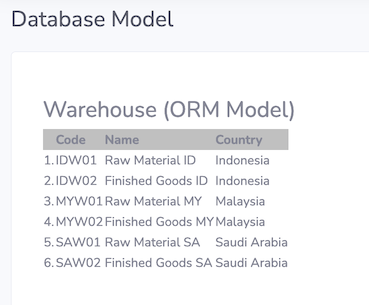 Database Model
Warehouse (ORM Model)
Code Name Country
1. IDW01 Raw Material ID Indonesia
2. IDW02 Finished Goods ID Indonesia
3. MYW01 Raw Material MY Malaysia
4. MYW02 Finished Goods MY Malaysia
5. SAW01 Raw Material SA Saudi Arabia
6. SAW02 Finished Goods SA Saudi Arabia